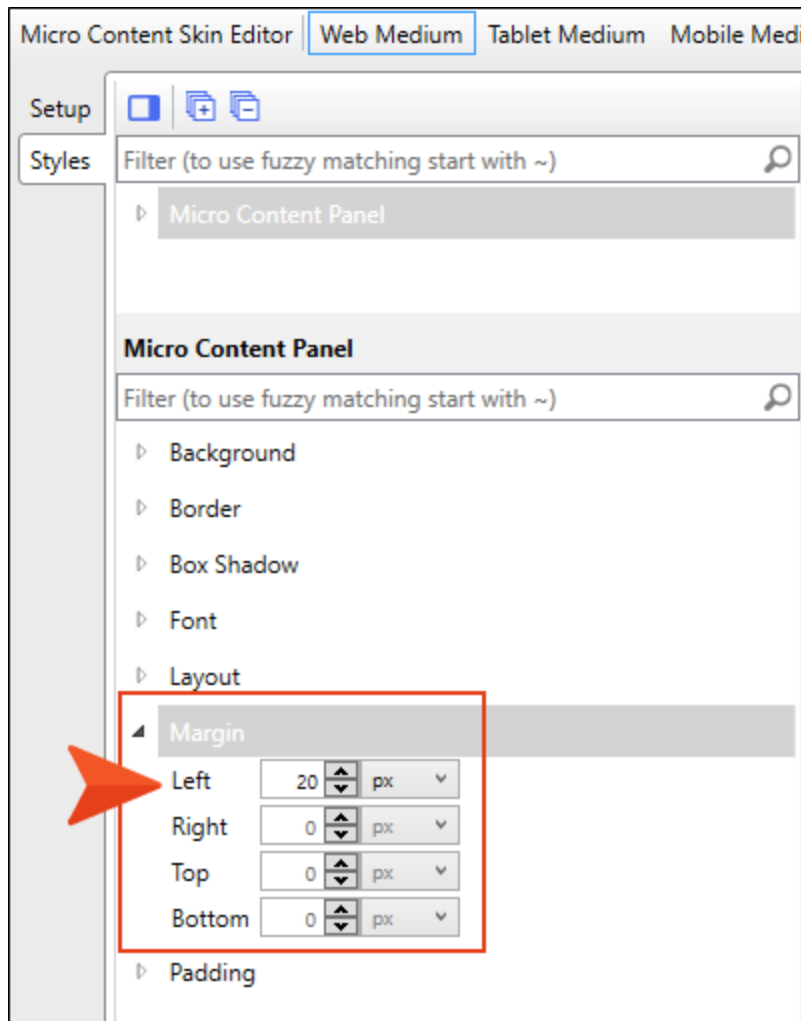 Micro Content Skin Editor Web Medium Tablet Medium Mobile Medi
Setup
Styles
Filter (to use fuzzy matching start with ~)
Micro Content Panel
Micro Content Panel
Filter (to use fuzzy matching start with ~)
Background
Border
Box Shadow
Font
Layout
Margin
Left 20 px
Right 0 px
Top 0 px
Bottom 0 px
Padding